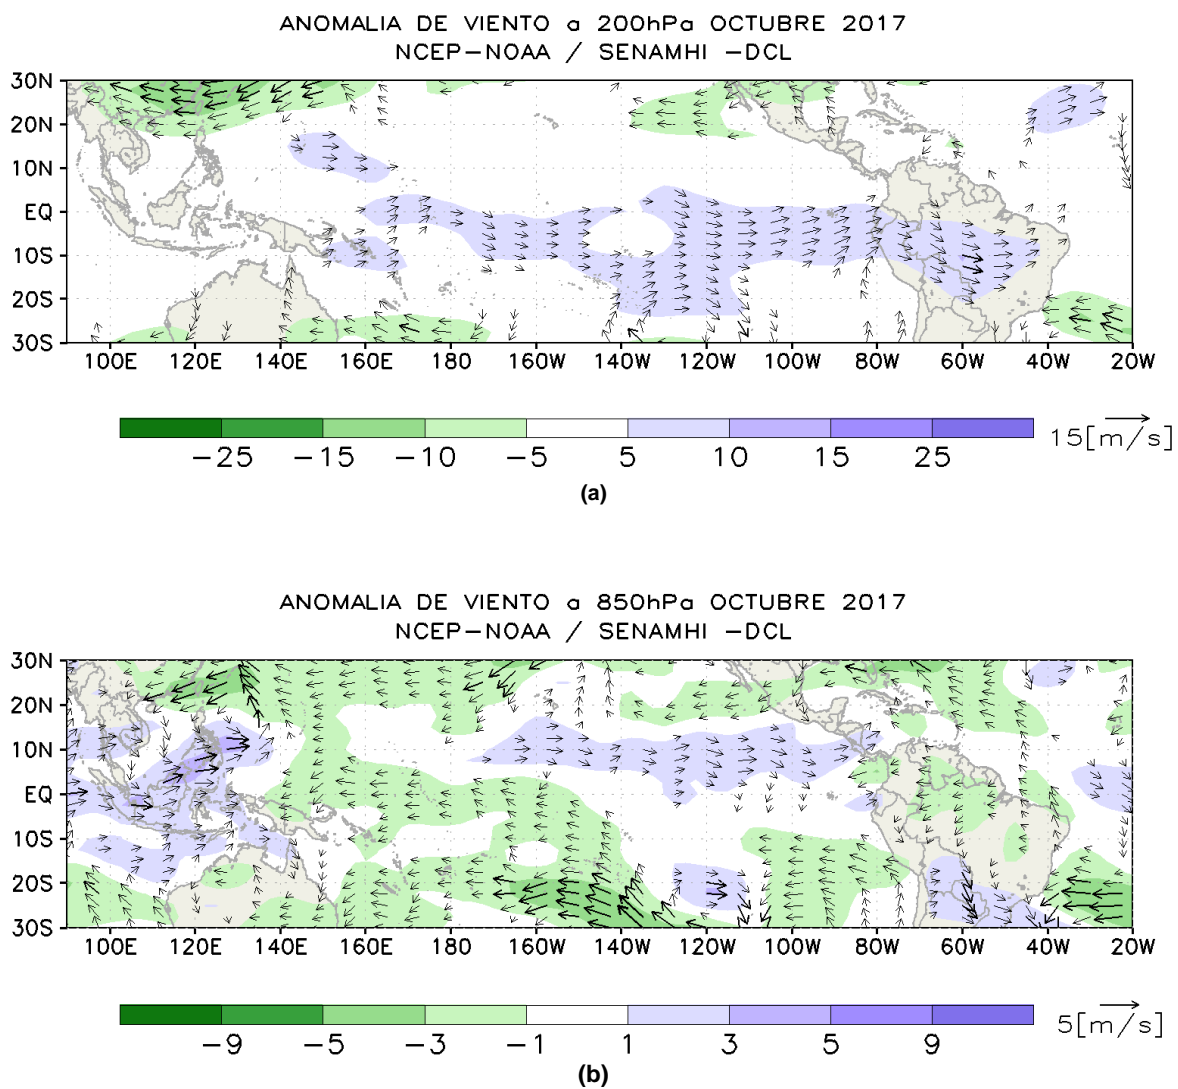 ANOMALIA DE VIENTO a 200hPa OCTUBRE 2017
NCEP-NOAA / SENAMHI -DCL
30N
20N
10N
EQ
10S
20S
30S
100E 120E 140E 160E 180 160W 140W 120W 100W 80W 60W 40W 20W
-25 -15 -10 -5 5 10 15 25
15[m/s]
(a)
ANOMALIA DE VIENTO a 850hPa OCTUBRE 2017
NCEP-NOAA / SENAMHI -DCL
30N
20N
10N
EQ
10S
20S
30S
100E 120E 140E 160E 180 160W 140W 120W 100W 80W 60W 40W 20W
-9 -5 -3 -1 1 3 5 9
5[m/s]
(b)